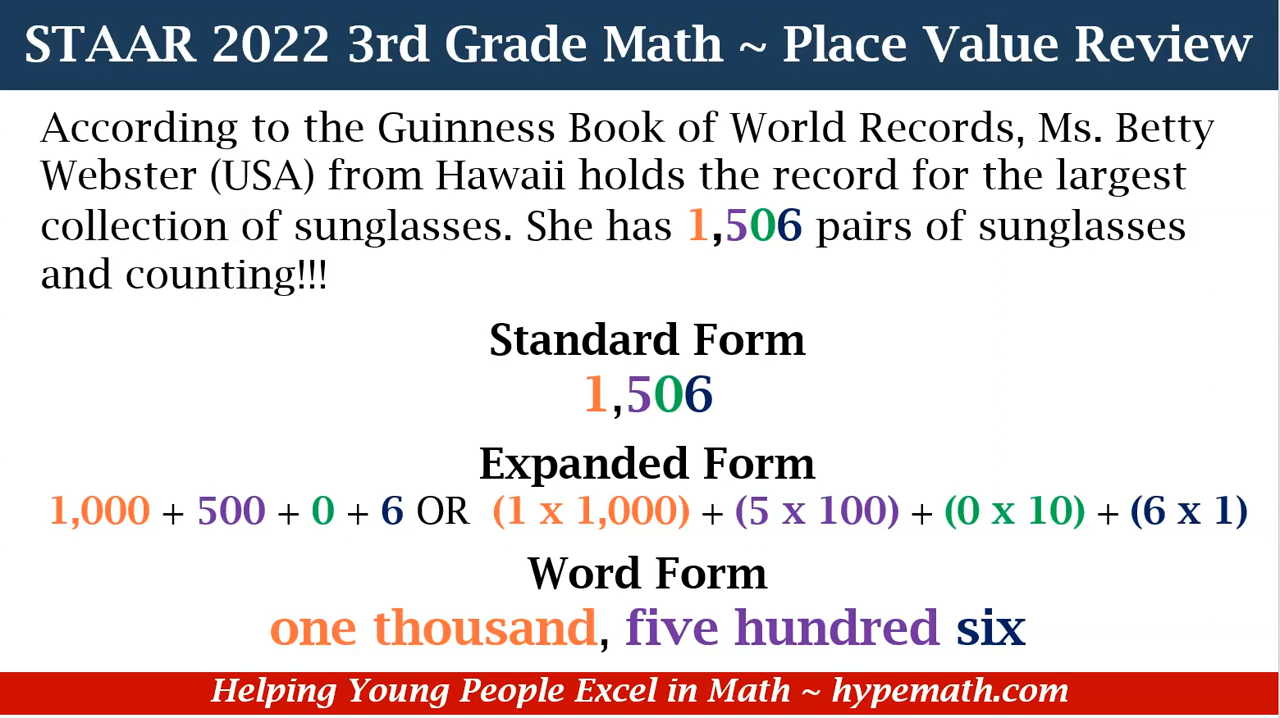 STAAR 2022 3rd Grade Math ~ Place Value Review
According to the Guinness Book of World Records, Ms. Betty
Webster (USA) from Hawaii holds the record for the largest
collection of sunglasses. She has 1,506 pairs of sunglasses
and counting!!!
Standard Form
1,506
Expanded Form
1,000 + 500 + 0 + 6 OR (1 x 1,000) + (5 x 100) + (0 x 10) + (6 x 1)
Word Form
one thousand, five hundred six
Helping Young People Excel in Math ~ hypemath.com